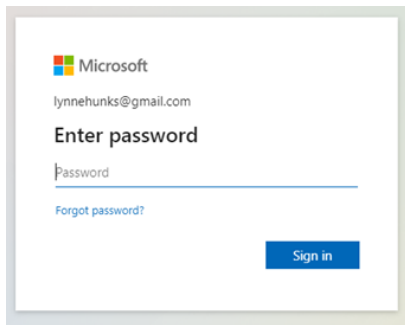 Microsoft
lynnehunks@gmail.com
Enter password
Password
Forgot password?
Sign in